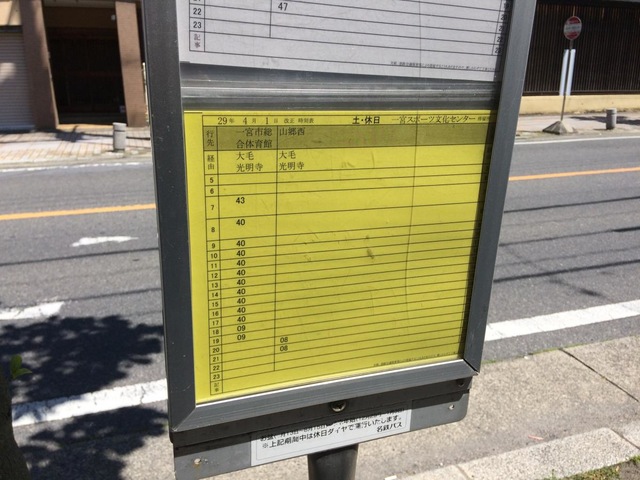 22 47
23
記事
29年 4月 1日 改正 時刻表 土・休日 一宮スポーツ文化センター
行先 一宮市総合体育館 山郷西
経由 大毛 光明寺 大毛 光明寺
5
6
7 43
8 40
9 40
10 40
11 40
12 40
13 40
14 40
15 40
16 40
17 40
18 09
19 09 08
20 08
21
22
23
記事
※上記期間中は休日ダイヤで運行いたします。
名鉄バス